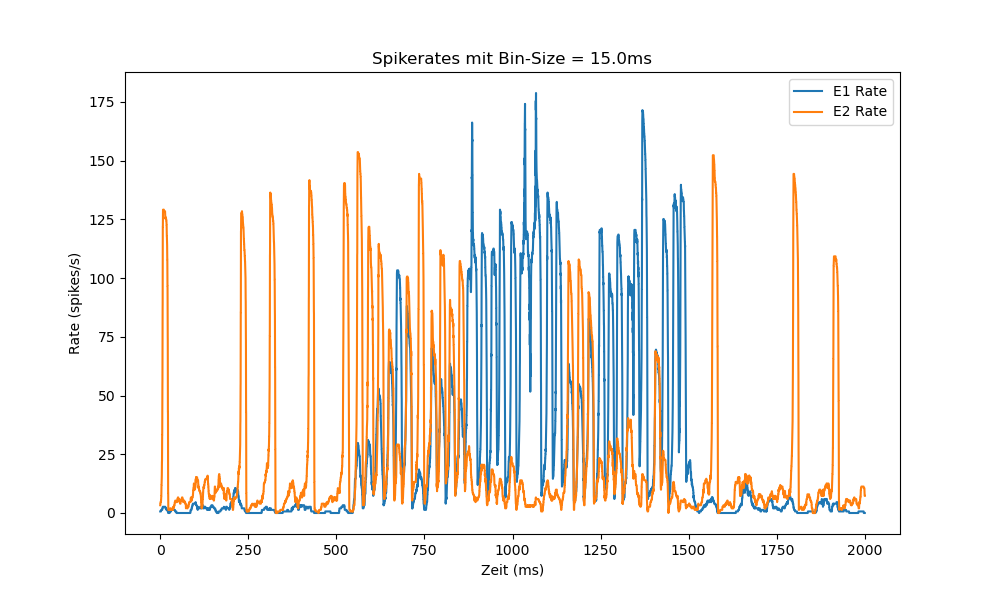 Spikerates mit Bin-Size = 15.0ms
E1 Rate
E2 Rate
Rate (spikes/s)
175
150
125
100
75
50
25
0
0 250 500 750 1000 1250 1500 1750 2000
Zeit (ms)